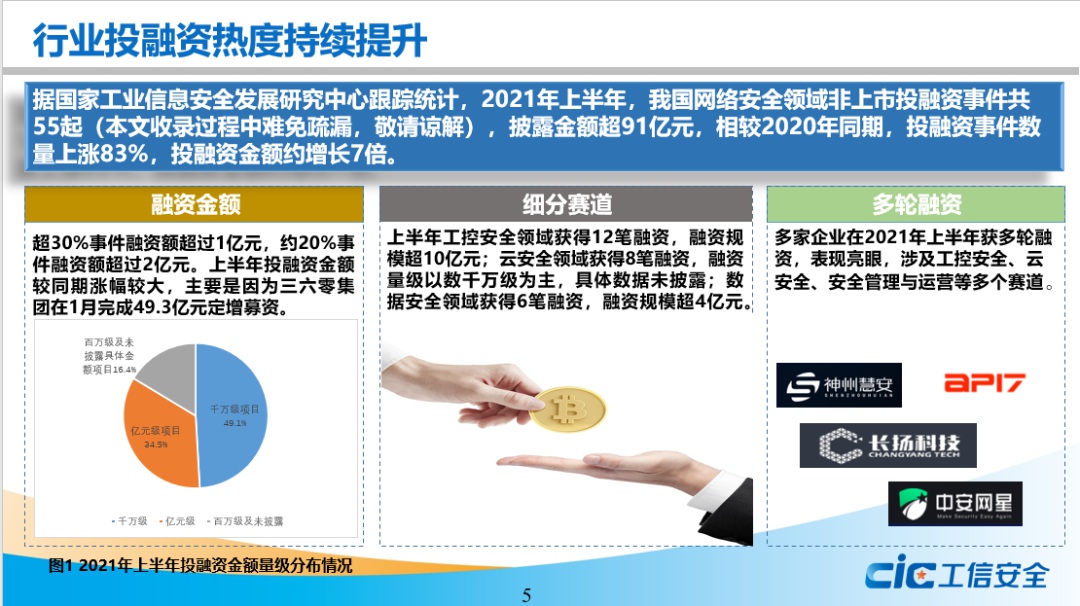 行业投融资热度持续提升
据国家工业信息安全发展研究中心跟踪统计，2021年上半年，我国网络安全领域非上市投融资事件共
55起（本文收录过程中难免疏漏，敬请谅解），披露金额超91亿元，相较2020年同期，投融资事件数
量上涨83%，投融资金额约增长7倍。
融资金额
超30%事件融资额超过1亿元，约20%事
件融资额超过2亿元。上半年投融资金额
较同期涨幅较大，主要是因为三六零集
团在1月完成49.3亿元定增募资。
百万级及未
披露具体金
额项目16.4%
千万级项目
49.1%
亿元级项目
34.5%
千万级 亿元级 百万级及未披露
图1 2021年上半年投融资金额量级分布情况
细分赛道
上半年工控安全领域获得12笔融资，融资规
模超10亿元；云安全领域获得8笔融资，融资
量级以数千万级为主，具体数据未披露；数
据安全领域获得6笔融资，融资规模超4亿元。
多轮融资
多家企业在2021年上半年获多轮融
资，表现亮眼，涉及工控安全、云
安全、安全管理与运营等多个赛道。
神州慧安
SHENZHOUHUIAN
API7
长扬科技
CHANGYANG TECH
中安网星
Make Security Easy Again
CIC工信安全
5